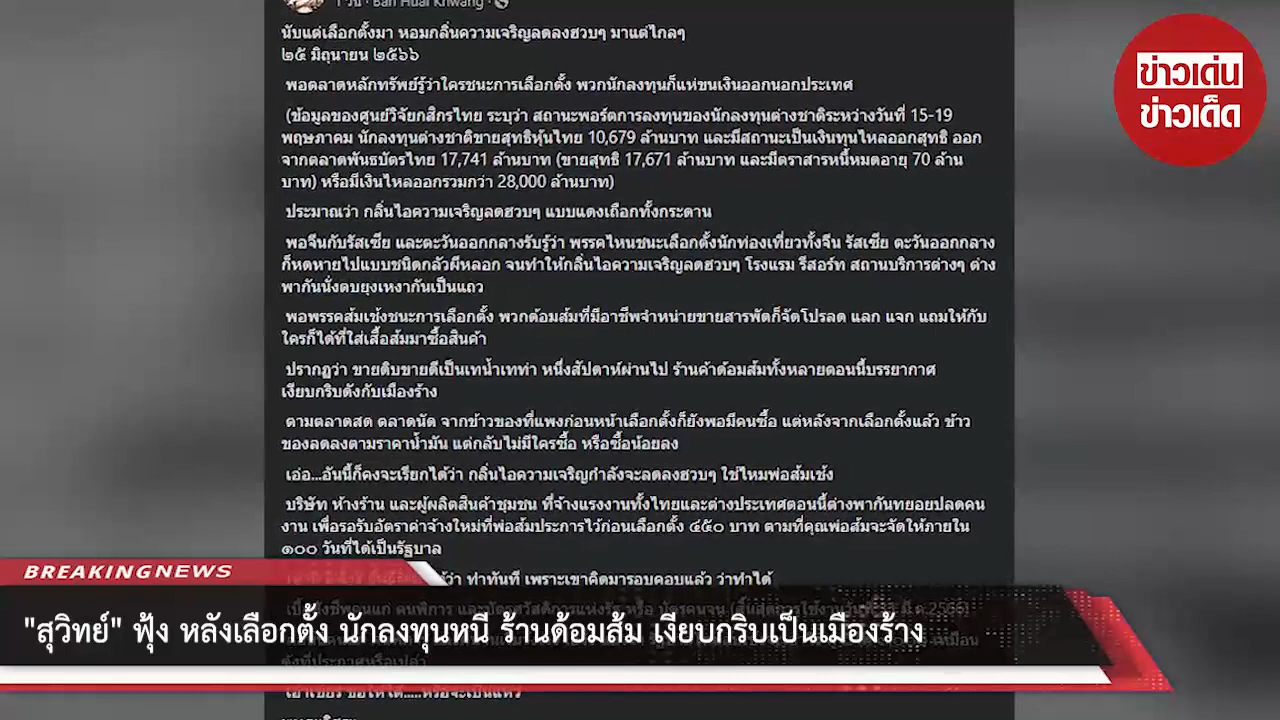 1 วัน · Ban Huai Khwang ·
นับแต่เลือกตั้งมา หอมกลิ่นความเจริญลดลงฮวบๆ มาแต่ไกลๆ
๒๕ มิถุนายน ๒๕๖๖
พอตลาดหลักทรัพย์รู้ว่าใครชนะการเลือกตั้ง พวกนักลงทุนก็แห่ขนเงินออกนอกประเทศ
(ข้อมูลของศูนย์วิจัยกสิกรไทย ระบุว่า สถานะพอร์ตการลงทุนของนักลงทุนต่างชาติระหว่างวันที่ 15-19
พฤษภาคม นักลงทุนต่างชาติขายสุทธิหุ้นไทย 10,679 ล้านบาท และมีสถานะเป็นเงินทุนไหลออกสุทธิ ออก
จากตลาดพันธบัตรไทย 17,741 ล้านบาท (ขายสุทธิ 17,671 ล้านบาท และมีตราสารหนี้หมดอายุ 70 ล้าน
บาท) หรือมีเงินไหลออกรวมกว่า 28,000 ล้านบาท)
ประมาณว่า กลิ่นไอความเจริญลดฮวบๆ แบบแดงเถือกทั้งกระดาน
พอจีนกับรัสเซีย และตะวันออกกลางรับรู้ว่า พรรคไหนชนะเลือกตั้งนักท่องเที่ยวทั้งจีน รัสเซีย ตะวันออกกลาง
ก็หดหายไปแบบชนิดกลัวผีหลอก จนทำให้กลิ่นไอความเจริญลดฮวบๆ โรงแรม รีสอร์ท สถานบริการต่างๆ ต่าง
พากันนั่งตบยุงเหงากันเป็นแถว
พอพรรคส้มเช้งชนะการเลือกตั้ง พวกด้อมส้มที่มีอาชีพจำหน่ายขายสารพัดก็จัดโปรลด แลก แจก แถมให้กับ
ใครก็ได้ที่ใส่เสื้อส้มมาซื้อสินค้า
ปรากฏว่า ขายดิบขายดีเป็นเทน้ำเทท่า หนึ่งสัปดาห์ผ่านไป ร้านค้าด้อมส้มทั้งหลายตอนนี้บรรยากาศ
เงียบกริบดังกับเมืองร้าง
ตามตลาดสด ตลาดนัด จากข้าวของที่แพงก่อนหน้าเลือกตั้งก็ยังพอมีคนซื้อ แต่หลังจากเลือกตั้งแล้ว ข้าว
ของลดลงตามราคาน้ำมัน แต่กลับไม่มีใครซื้อ หรือซื้อน้อยลง
เอ่อ...อันนี้ก็คงจะเรียกได้ว่า กลิ่นไอความเจริญกำลังจะลดลงฮวบๆ ใช่ไหมพ่อส้มเช้ง
บริษัท ห้างร้าน และผู้ผลิตสินค้าชุมชน ที่จ้างแรงงานทั้งไทยและต่างประเทศตอนนี้ต่างพากันทยอยปลดคน
งาน เพื่อรอรับอัตราค่าจ้างใหม่ที่พ่อส้มประการไว้ก่อนเลือกตั้ง ๔๕๐ บาท ตามที่คุณพ่อส้มจะจัดให้ภายใน
๑๐๐ วันที่ได้เป็นรัฐบาล
ว่า ทำทันที เพราะเขาคิดมารอบคอบแล้ว ว่าทำได้
ข่าวเด่น
ข่าวเด็ด
BREAKINGNEWS
"สุวิทย์" ฟุ้ง หลังเลือกตั้ง นักลงทุนหนี ร้านด้อมส้ม เงียบกริบเป็นเมืองร้าง